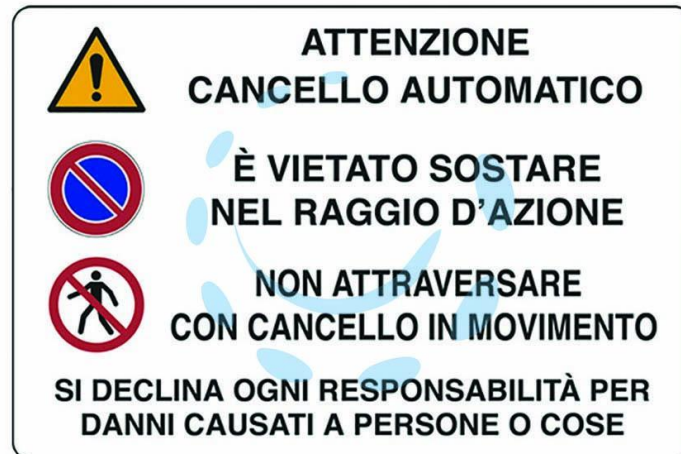 ATTENZIONE
CANCELLO AUTOMATICO
È VIETATO SOSTARE
NEL RAGGIO D'AZIONE
NON ATTRAVERSARE
CON CANCELLO IN MOVIMENTO
SI DECLINA OGNI RESPONSABILITÀ PER
DANNI CAUSATI A PERSONE O COSE